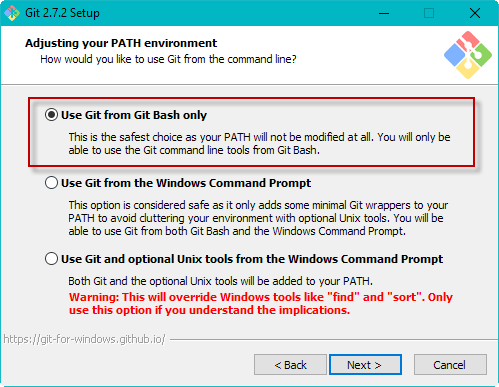 Git 2.7.2 Setup
Adjusting your PATH environment
How would you like to use Git from the command line?
Use Git from Git Bash only
This is the safest choice as your PATH will not be modified at all. You will only be
able to use the Git command line tools from Git Bash.
Use Git from the Windows Command Prompt
This option is considered safe as it only adds some minimal Git wrappers to your
PATH to avoid cluttering your environment with optional Unix tools. You will be
able to use Git from both Git Bash and the Windows Command Prompt.
Use Git and optional Unix tools from the Windows Command Prompt
Both Git and the optional Unix tools will be added to your PATH.
Warning: This will override Windows tools like "find" and "sort". Only
use this option if you understand the implications.
https://git-for-windows.github.io/
< Back
Next >
Cancel